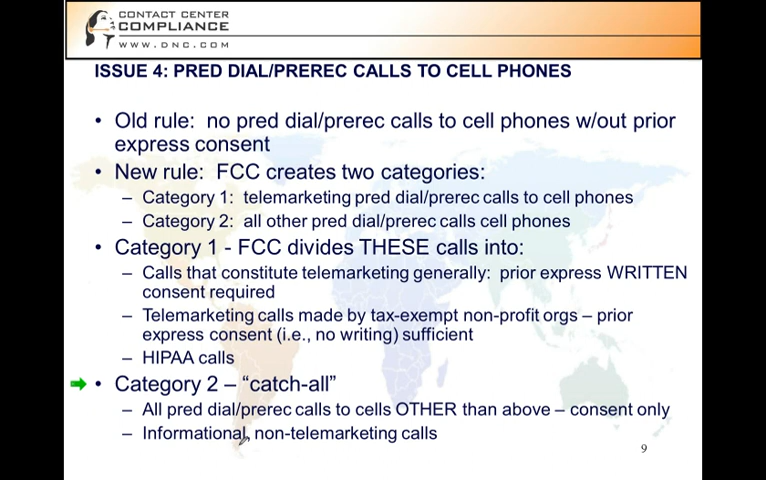 CONTACT CENTER
COMPLIANCE
WWW.DNC.COM
ISSUE 4: PRED DIAL/PREREC CALLS TO CELL PHONES
• Old rule: no pred dial/prerec calls to cell phones w/out prior
express consent
• New rule: FCC creates two categories:
– Category 1: telemarketing pred dial/prerec calls to cell phones
– Category 2: all other pred dial/prerec calls cell phones
• Category 1 - FCC divides THESE calls into:
– Calls that constitute telemarketing generally: prior express WRITTEN
consent required
– Telemarketing calls made by tax-exempt non-profit orgs – prior
express consent (i.e., no writing) sufficient
– HIPAA calls
• Category 2 – “catch-all”
– All pred dial/prerec calls to cells OTHER than above – consent only
– Informational, non-telemarketing calls
9